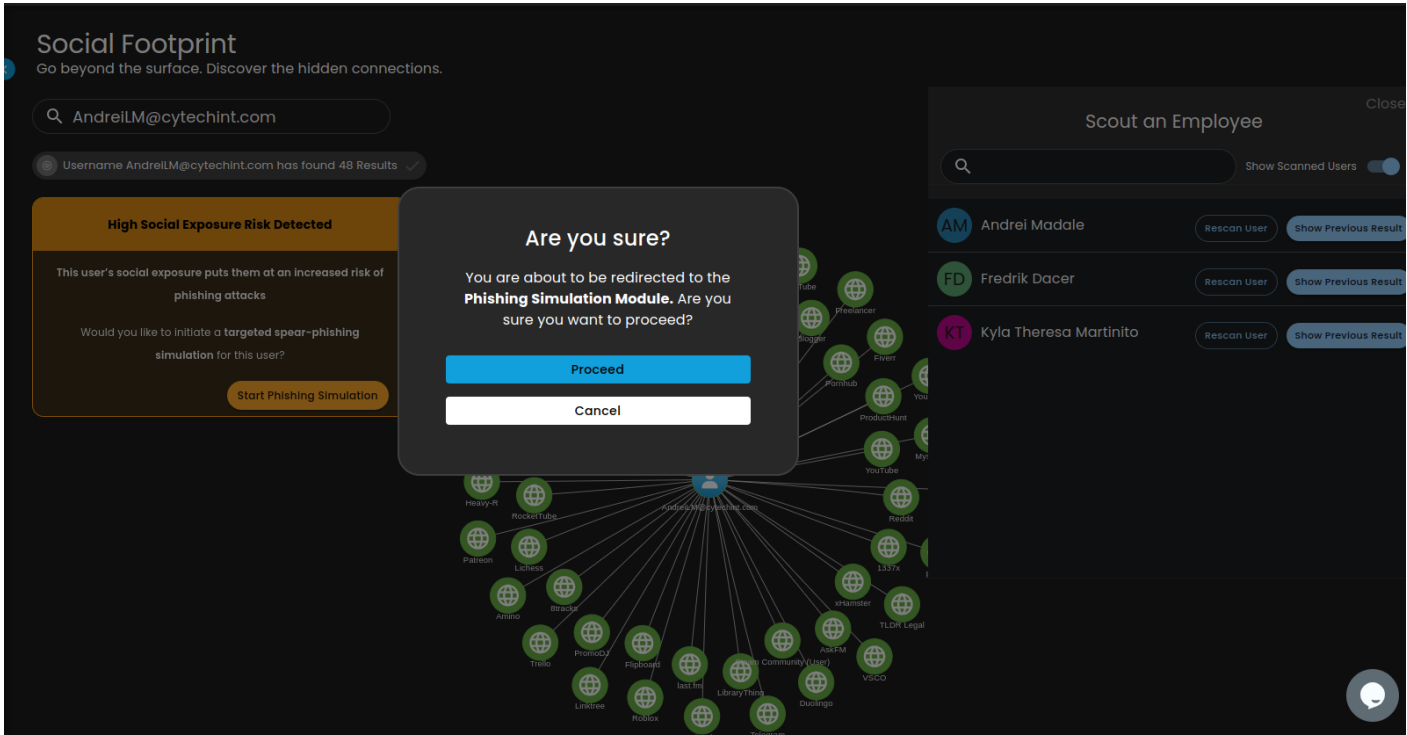 Social Footprint
Go beyond the surface. Discover the hidden connections.
AndreiLM@cytechint.com
Username AndreiLM@cytechint.com has found 48 Results
High Social Exposure Risk Detected
This user's social exposure puts them at an increased risk of
phishing attacks
Would you like to initiate a targeted spear-phishing
simulation for this user?
Start Phishing Simulation
Are you sure?
You are about to be redirected to the
Phishing Simulation Module. Are you
sure you want to proceed?
Proceed
Cancel
Close
Scout an Employee
Show Scanned Users
AM
Andrei Madale
Rescan User
Show Previous Result
FD
Fredrik Dacer
Rescan User
Show Previous Result
KT
Kyla Theresa Martinito
Rescan User
Show Previous Result
Freelancer
Fiverr
Pornhub
ProductHunt
YouTube
Reddit
1337x
xHamster
TLDR Legal
AskFM
Community (User)
VSCO
Duolingo
LibraryThing
last.fm
Flipboard
Roblox
Linktree
PromoDJ
Trello
8tracks
Amino
Lichess
Patreon
RocketTube
Heavy-R
AndreiLM@cytechint.com